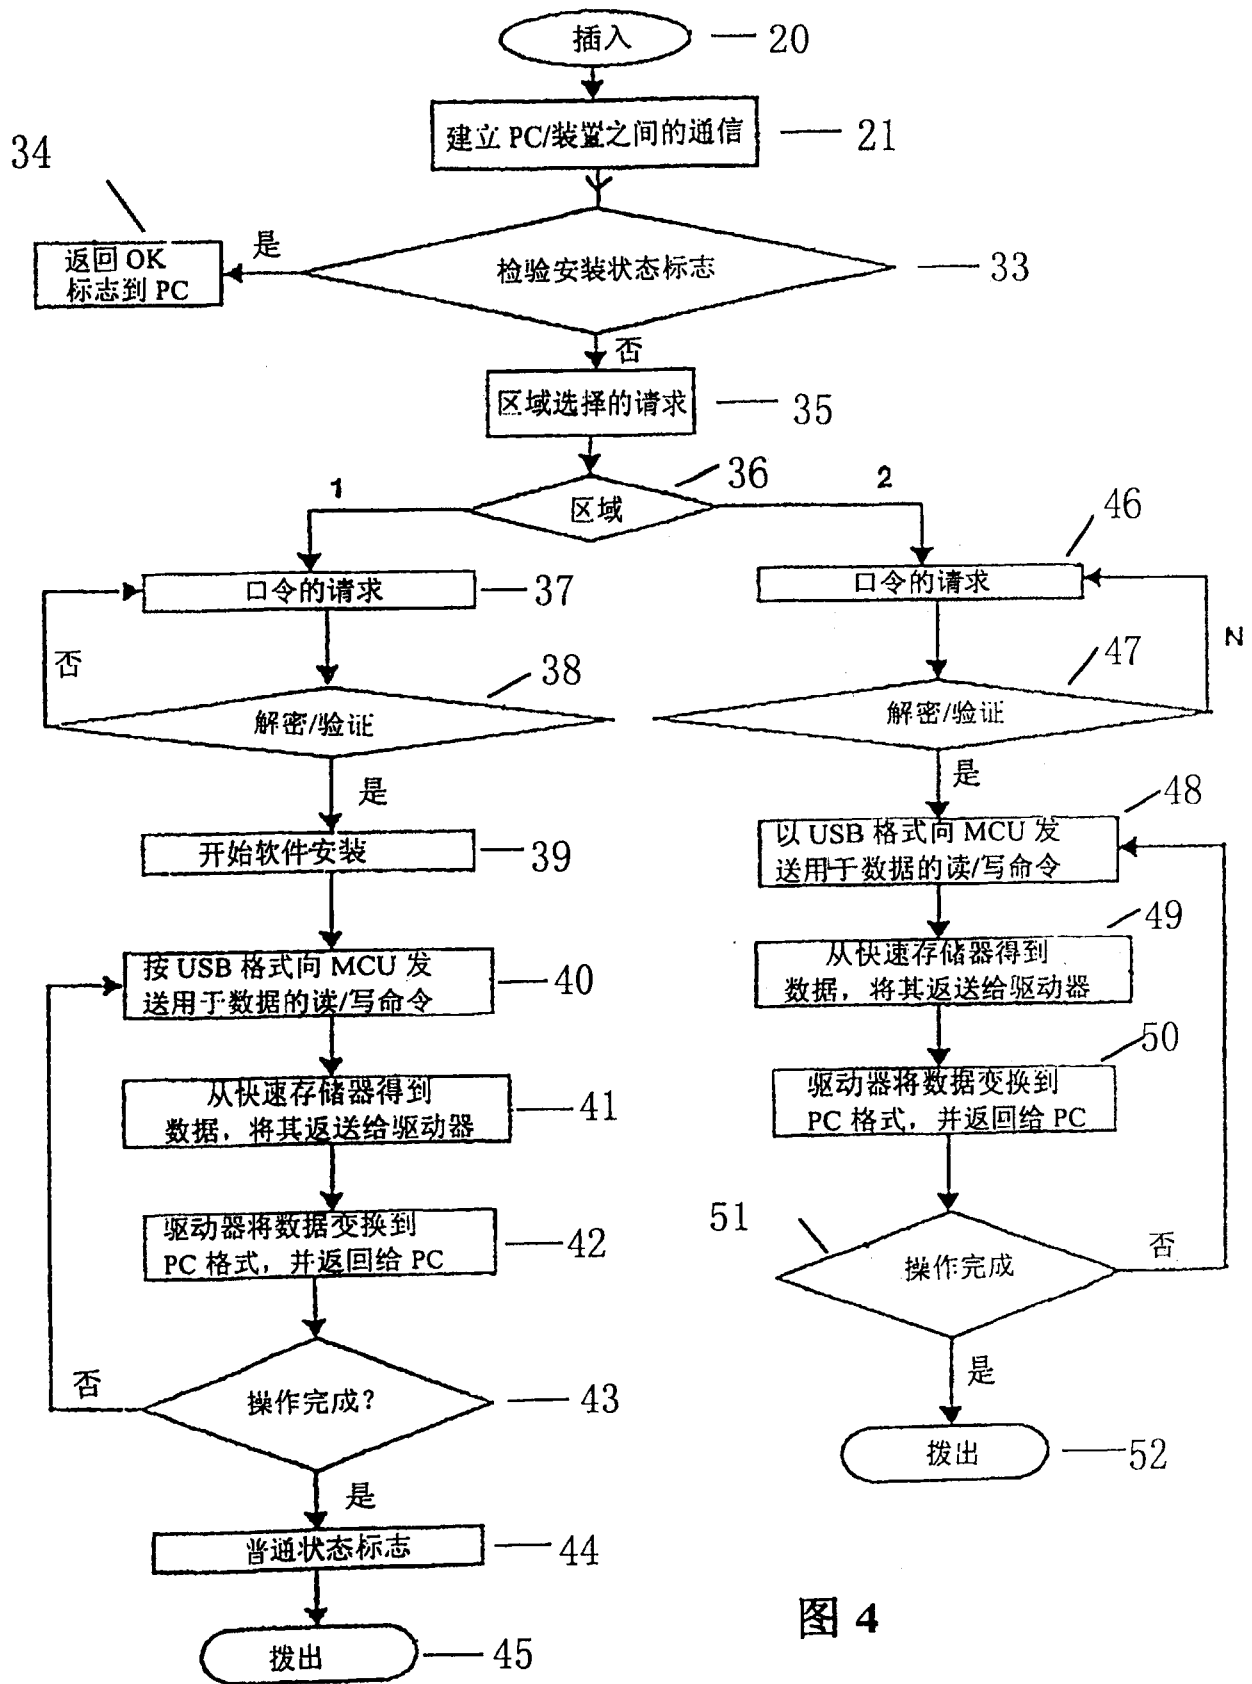 插入
20
建立 PC/装置之间的通信
21
34
是
返回 OK
标志到 PC
检验安装状态标志
33
否
区域选择的请求
35
36
1
区域
2
46
口令的请求
37
口令的请求
否
N
38
解密/验证
47
解密/验证
是
是
开始软件安装
39
48
以 USB 格式向 MCU 发
送用于数据的读/写命令
按 USB 格式向 MCU 发
送用于数据的读/写命令
40
49
从快速存储器得到
数据，将其返送给驱动器
从快速存储器得到
数据，将其返送给驱动器
41
50
驱动器将数据变换到
PC 格式，并返回给 PC
驱动器将数据变换到
PC 格式，并返回给 PC
42
51
操作完成
否
否
操作完成？
43
是
拨出
52
是
普通状态标志
44
拨出
45
图 4